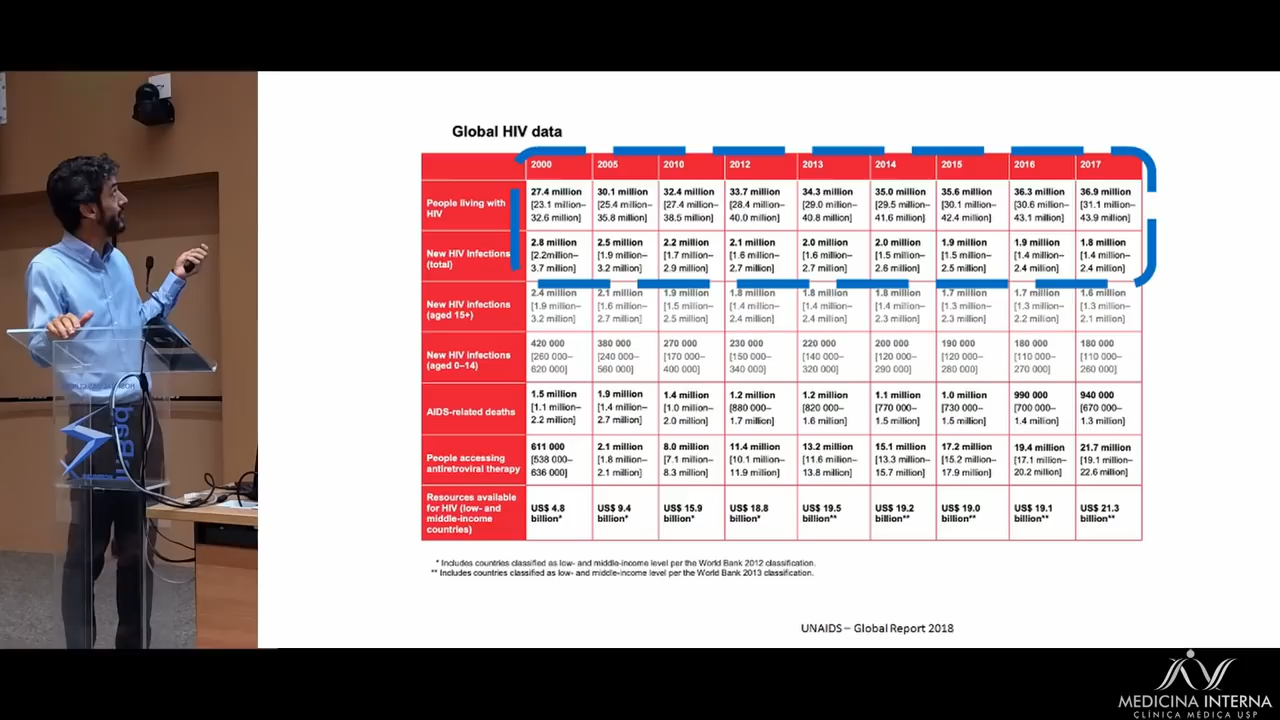 Global HIV data
2000 2005 2010 2012 2013 2014 2015 2016 2017
People living with HIV
27.4 million [23.1 million–32.6 million]
30.1 million [25.4 million–35.8 million]
32.4 million [27.4 million–38.5 million]
33.7 million [28.4 million–40.0 million]
34.3 million [29.0 million–40.8 million]
35.0 million [29.5 million–41.6 million]
35.6 million [30.1 million–42.4 million]
36.3 million [30.6 million–43.1 million]
36.9 million [31.1 million–43.9 million]
New HIV infections (total)
2.8 million [2.2million–3.7 million]
2.5 million [1.9 million–3.2 million]
2.2 million [1.7 million–2.9 million]
2.1 million [1.6 million–2.7 million]
2.0 million [1.6 million–2.7 million]
2.0 million [1.5 million–2.6 million]
1.9 million [1.5 million–2.5 million]
1.9 million [1.4 million–2.4 million]
1.8 million [1.4 million–2.4 million]
New HIV infections (aged 15+)
2.4 million [1.9 million–3.2 million]
2.1 million [1.6 million–2.7 million]
1.9 million [1.5 million–2.5 million]
1.8 million [1.4 million–2.4 million]
1.8 million [1.4 million–2.4 million]
1.8 million [1.4 million–2.3 million]
1.7 million [1.3 million–2.3 million]
1.7 million [1.3 million–2.2 million]
1.6 million [1.3 million–2.1 million]
New HIV infections (aged 0–14)
420 000 [260 000–620 000]
380 000 [240 000–560 000]
270 000 [170 000–400 000]
230 000 [150 000–340 000]
220 000 [140 000–320 000]
200 000 [120 000–290 000]
190 000 [120 000–280 000]
180 000 [110 000–270 000]
180 000 [110 000–260 000]
AIDS-related deaths
1.5 million [1.1 million–2.2 million]
1.9 million [1.4 million–2.7 million]
1.4 million [1.0 million–2.0 million]
1.2 million [880 000–1.7 million]
1.2 million [820 000–1.6 million]
1.1 million [770 000–1.5 million]
1.0 million [730 000–1.5 million]
990 000 [700 000–1.4 million]
940 000 [670 000–1.3 million]
People accessing antiretroviral therapy
611 000 [538 000–636 000]
2.1 million [1.8 million–2.1 million]
8.0 million [7.1 million–8.3 million]
11.4 million [10.1 million–11.9 million]
13.2 million [11.6 million–13.8 million]
15.1 million [13.3 million–15.7 million]
17.2 million [15.2 million–17.9 million]
19.4 million [17.1 million–20.2 million]
21.7 million [19.1 million–22.6 million]
Resources available for HIV (low- and middle-income countries)
US$ 4.8 billion*
US$ 9.4 billion*
US$ 15.9 billion*
US$ 18.8 billion*
US$ 19.5 billion**
US$ 19.2 billion**
US$ 19.0 billion**
US$ 19.1 billion**
US$ 21.3 billion**
* Includes countries classified as low- and middle-income level per the World Bank 2012 classification.
** Includes countries classified as low- and middle-income level per the World Bank 2013 classification.
UNAIDS – Global Report 2018
MEDICINA INTERNA
CLÍNICA MÉDICA USP